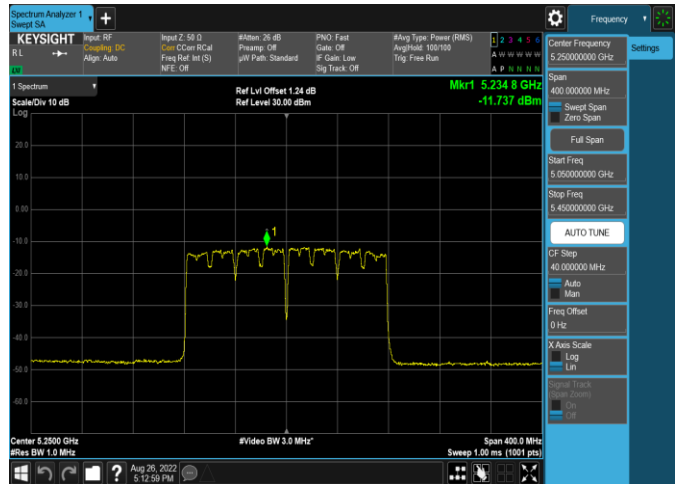 Spectrum Analyzer 1
Swept SA
+
Frequency
KEYSIGHT
RL
Input: RF
Coupling: DC
Align: Auto
Input Z: 50 Ω
Corr CCorr RCal
Freq Ref: Int (S)
NFE: Off
#Atten: 26 dB
Preamp: Off
µW Path: Standard
PNO: Fast
Gate: Off
IF Gain: Low
Sig Track: Off
#Avg Type: Power (RMS)
Avg|Hold: 100/100
Trig: Free Run
1 2 3 4 5 6
A W W W W W
A P N N N N
LXI
1 Spectrum
Scale/Div 10 dB
Log
Ref Lvl Offset 1.24 dB
Ref Level 30.00 dBm
Mkr1 5.234 8 GHz
-11.737 dBm
20.0
10.0
0.00
-10.0
-20.0
-30.0
-40.0
-50.0
-60.0
1
Center 5.2500 GHz
#Res BW 1.0 MHz
#Video BW 3.0 MHz*
Span 400.0 MHz
Sweep 1.00 ms (1001 pts)
Aug 26, 2022
5:12:59 PM
?
Center Frequency
5.250000000 GHz
Settings
Span
400.000000 MHz
Swept Span
Zero Span
Full Span
Start Freq
5.050000000 GHz
Stop Freq
5.450000000 GHz
AUTO TUNE
CF Step
40.000000 MHz
Auto
Man
Freq Offset
0 Hz
X Axis Scale
Log
Lin
Signal Track
(Span Zoom)
On
Off